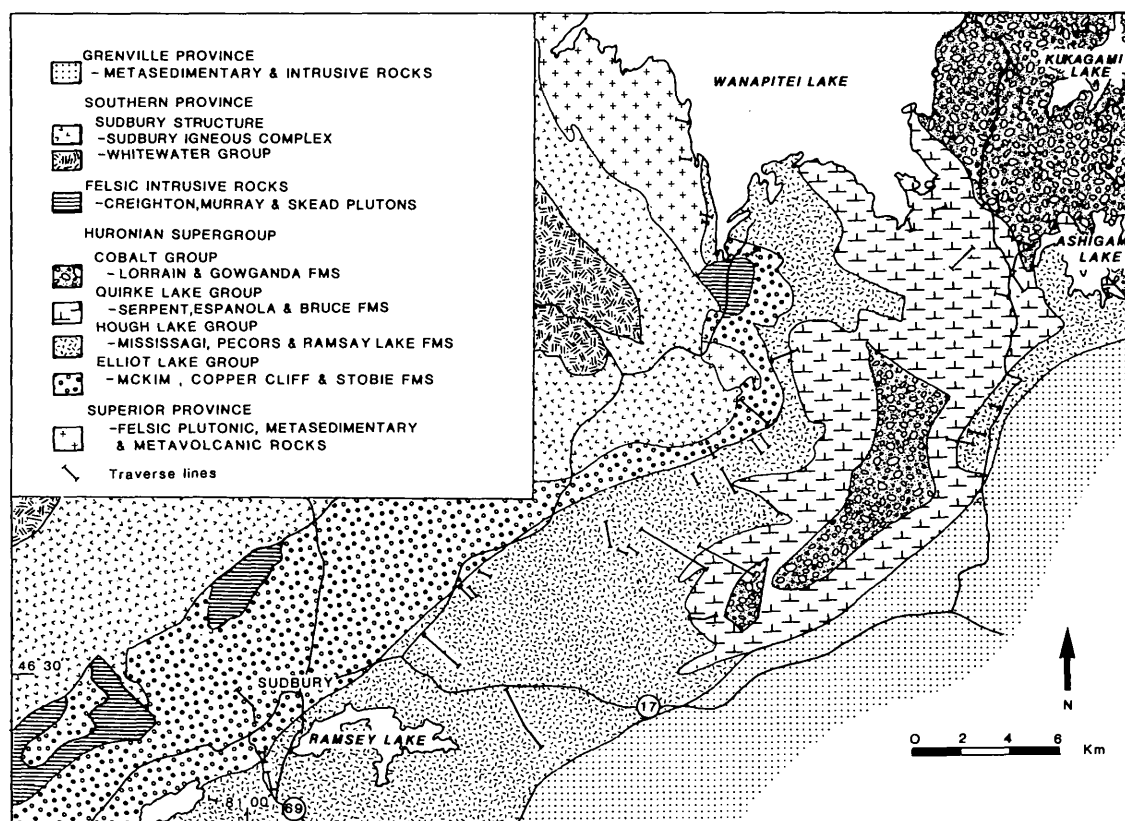 GRENVILLE PROVINCE
- METASEDIMENTARY & INTRUSIVE ROCKS
SOUTHERN PROVINCE
SUDBURY STRUCTURE
-SUDBURY IGNEOUS COMPLEX
-WHITEWATER GROUP
FELSIC INTRUSIVE ROCKS
-CREIGHTON, MURRAY & SKEAD PLUTONS
HURONIAN SUPERGROUP
COBALT GROUP
- LORRAIN & GOWGANDA FMS
QUIRKE LAKE GROUP
-SERPENT, ESPANOLA & BRUCE FMS
HOUGH LAKE GROUP
-MISSISSAGI, PECORS & RAMSAY LAKE FMS
ELLIOT LAKE GROUP
-MCKIM , COPPER CLIFF & STOBIE FMS
SUPERIOR PROVINCE
-FELSIC PLUTONIC, METASEDIMENTARY
& METAVOLCANIC ROCKS
Traverse lines
WANAPITEI LAKE
KUKAGAMI
LAKE
ASHIGAMI
LAKE
46 30
SUDBURY
RAMSEY LAKE
17
N
0 2 4 6 Km
81 00
69